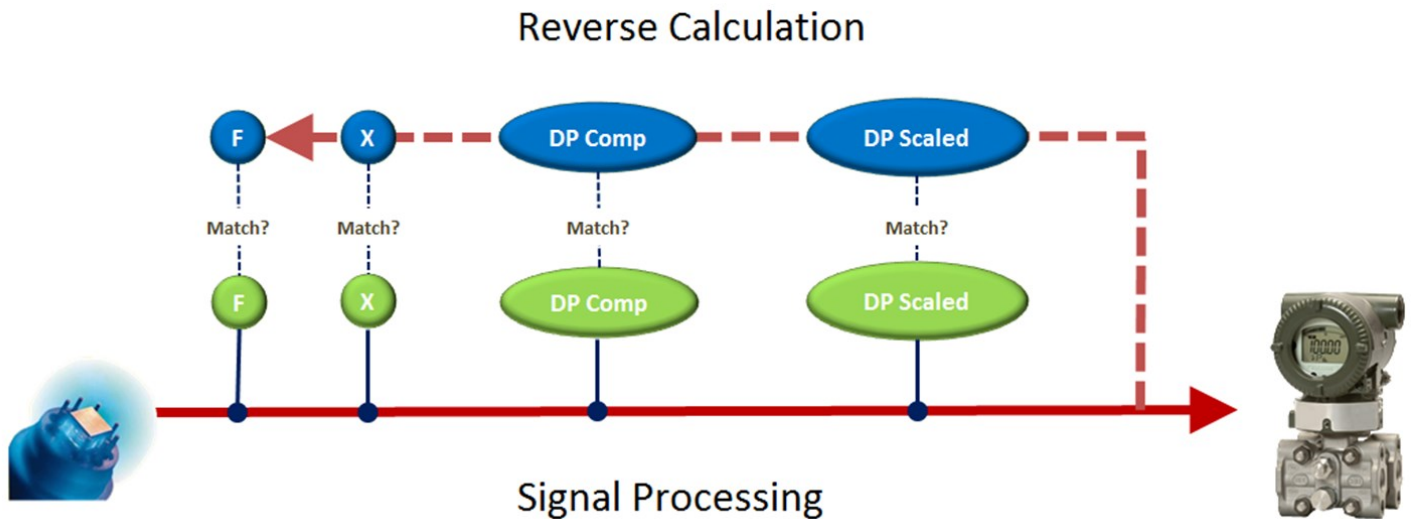 Reverse Calculation
F X DP Comp DP Scaled
Match? Match? Match? Match?
F X DP Comp DP Scaled
Signal Processing